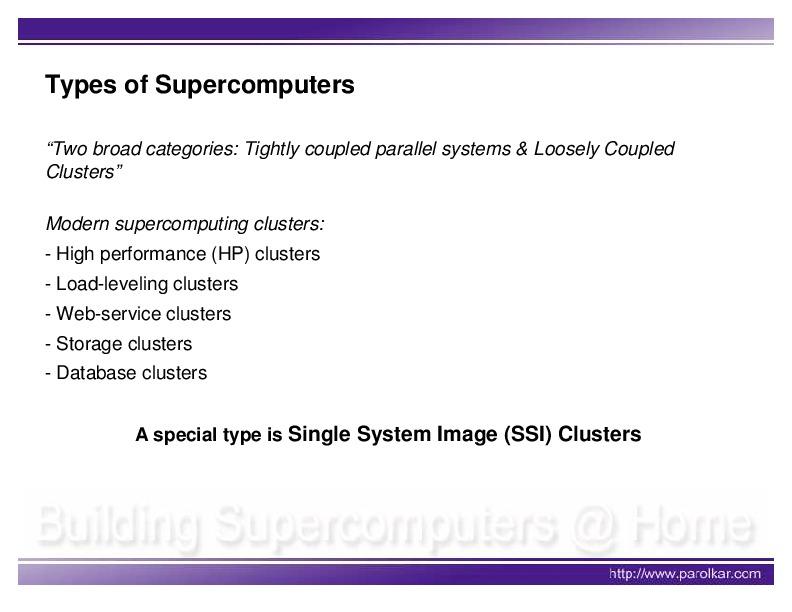 Types of Supercomputers
“Two broad categories: Tightly coupled parallel systems & Loosely Coupled
Clusters”
Modern supercomputing clusters:
- High performance (HP) clusters
- Load-leveling clusters
- Web-service clusters
- Storage clusters
- Database clusters
A special type is Single System Image (SSI) Clusters
Building Supercomputers @ Home
http://www.parolkar.com